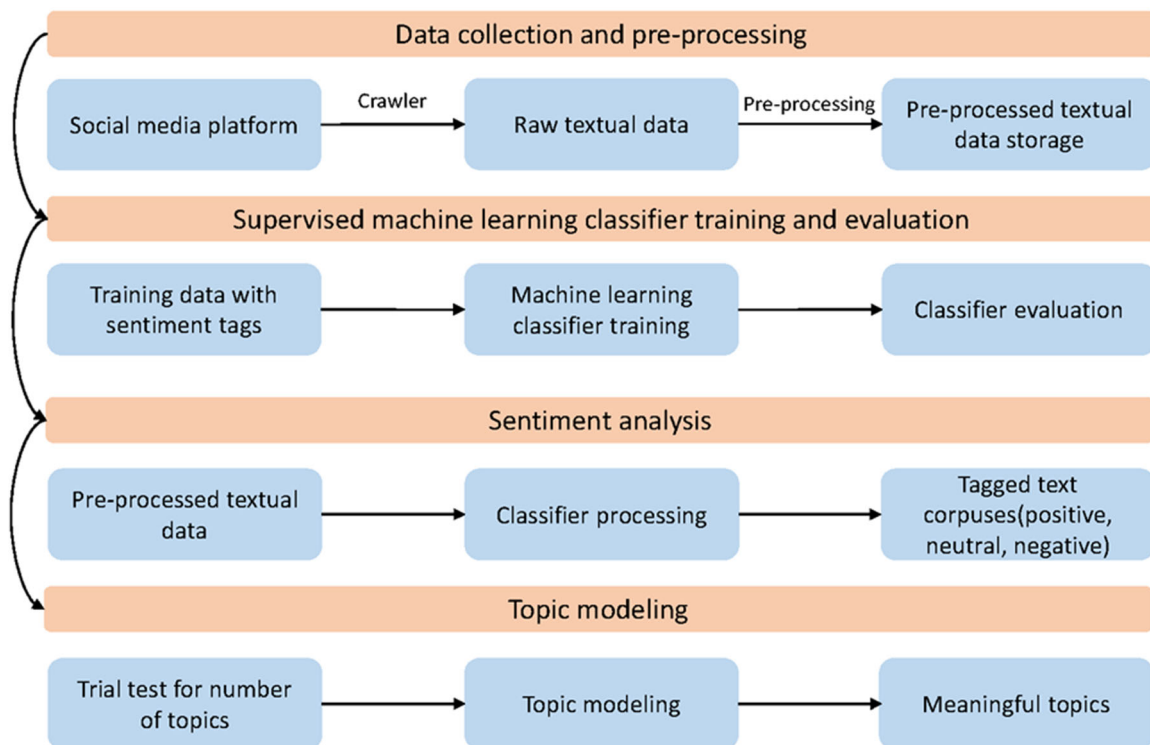 Data collection and pre-processing
Crawler
Pre-processing
Social media platform
Raw textual data
Pre-processed textual
data storage
Supervised machine learning classifier training and evaluation
Training data with
sentiment tags
Machine learning
classifier training
Classifier evaluation
Sentiment analysis
Pre-processed textual
data
Classifier processing
Tagged text
corpuses(positive,
neutral, negative)
Topic modeling
Trial test for number
of topics
Topic modeling
Meaningful topics